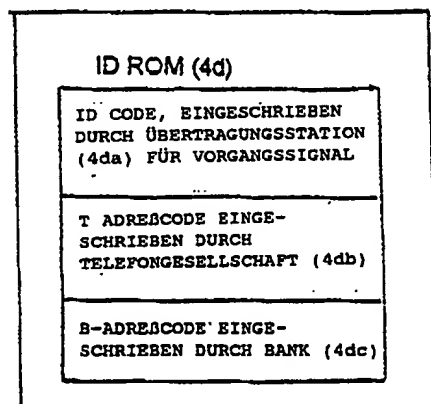 ID ROM (4d)
ID CODE, EINGESCHRIEBEN
DURCH ÜBERTRAGUNGSSTATION
(4da) FÜR VORGANGSSIGNAL
T ADREßCODE EINGE-
SCHRIEBEN DURCH
TELEFONGESELLSCHAFT (4db)
B-ADREßCODE EINGE-
SCHRIEBEN DURCH BANK (4dc)